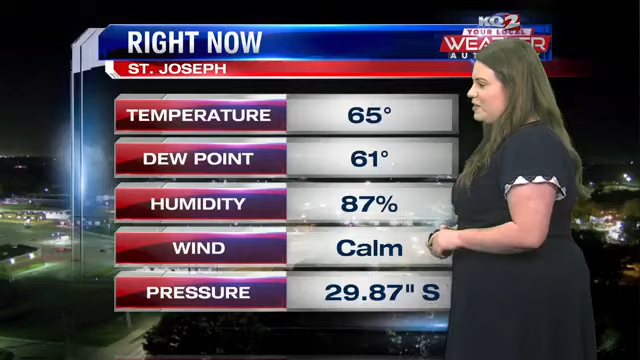 RIGHT NOW
ST. JOSEPH
KQ2
YOUR LOCAL
WEATHER
TEMPERATURE 65°
DEW POINT 61°
HUMIDITY 87%
WIND Calm
PRESSURE 29.87" S